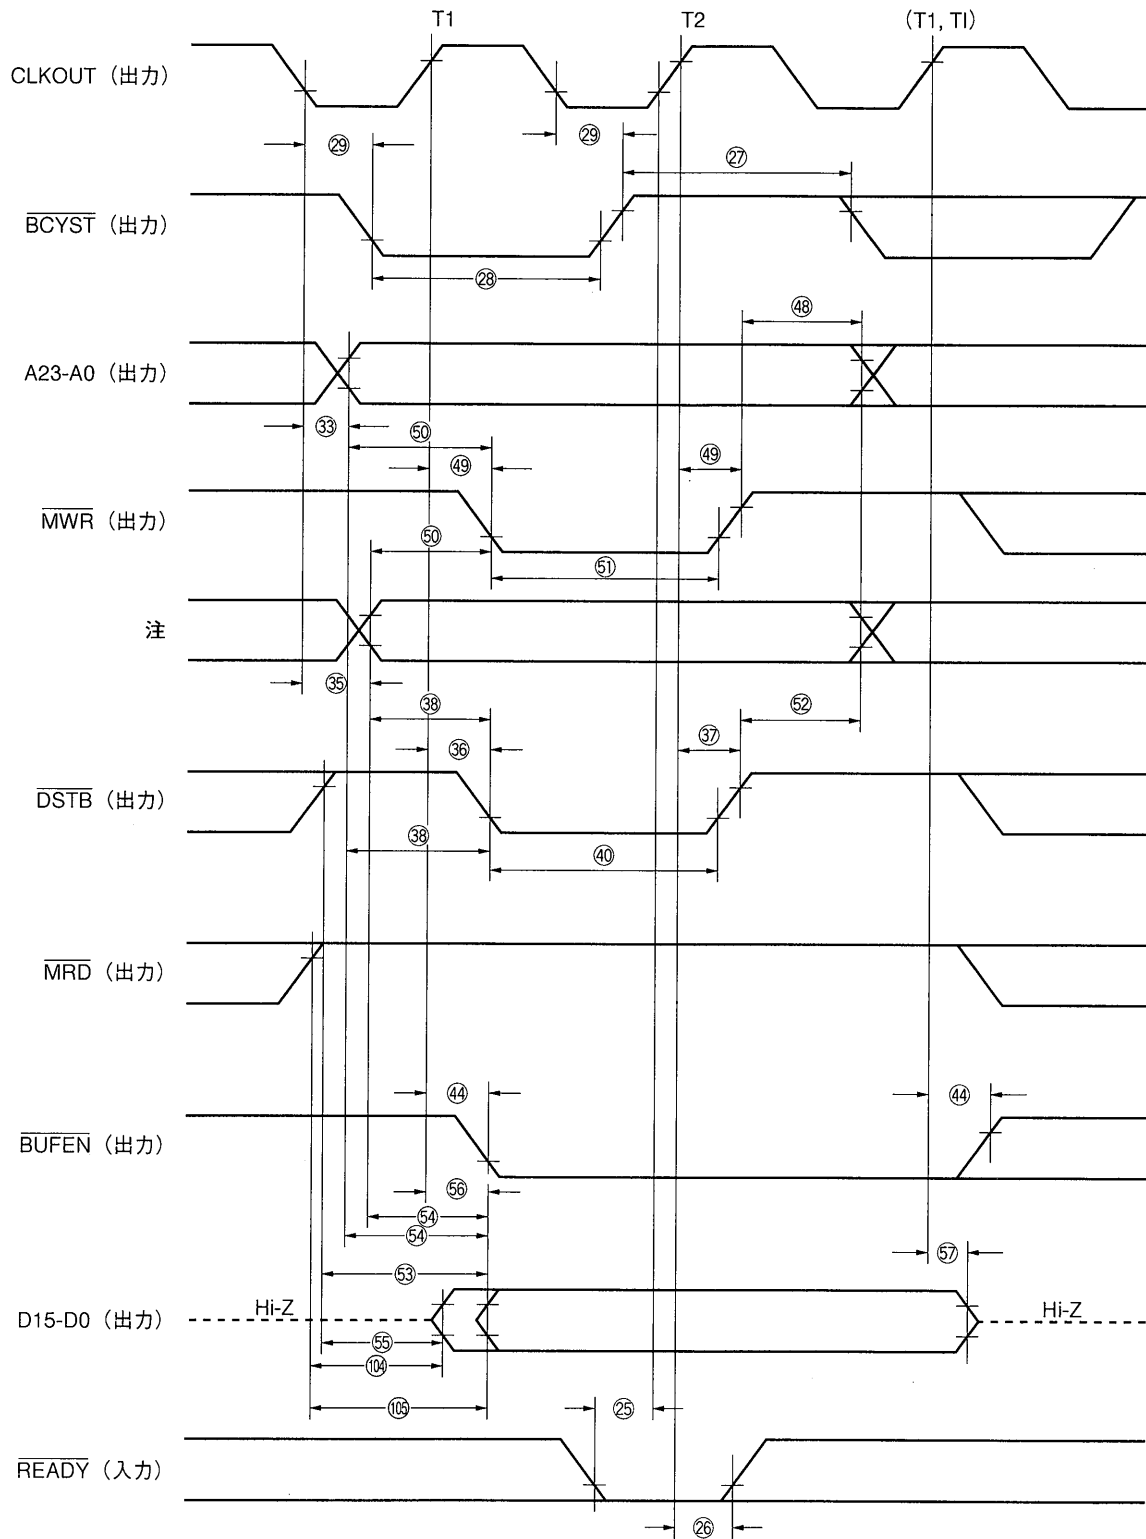 T1 T2 (T1, TI)
CLKOUT（出力）
㉙ ㉙ ㉗
BCYST（出力）
㉘
㊽
A23-A0（出力）
㉝ ㊿ ㊾ ㊾
MWR（出力）
㊿ 51
注
㉟ ㊳ 52
㊱ ㊲
DSTB（出力）
㊳ ㊵
MRD（出力）
㊹ ㊹
BUFEN（出力）
56
54
54
57
53
D15-D0（出力） Hi-Z Hi-Z
55
104
105 ㉕
READY（入力）
㉖